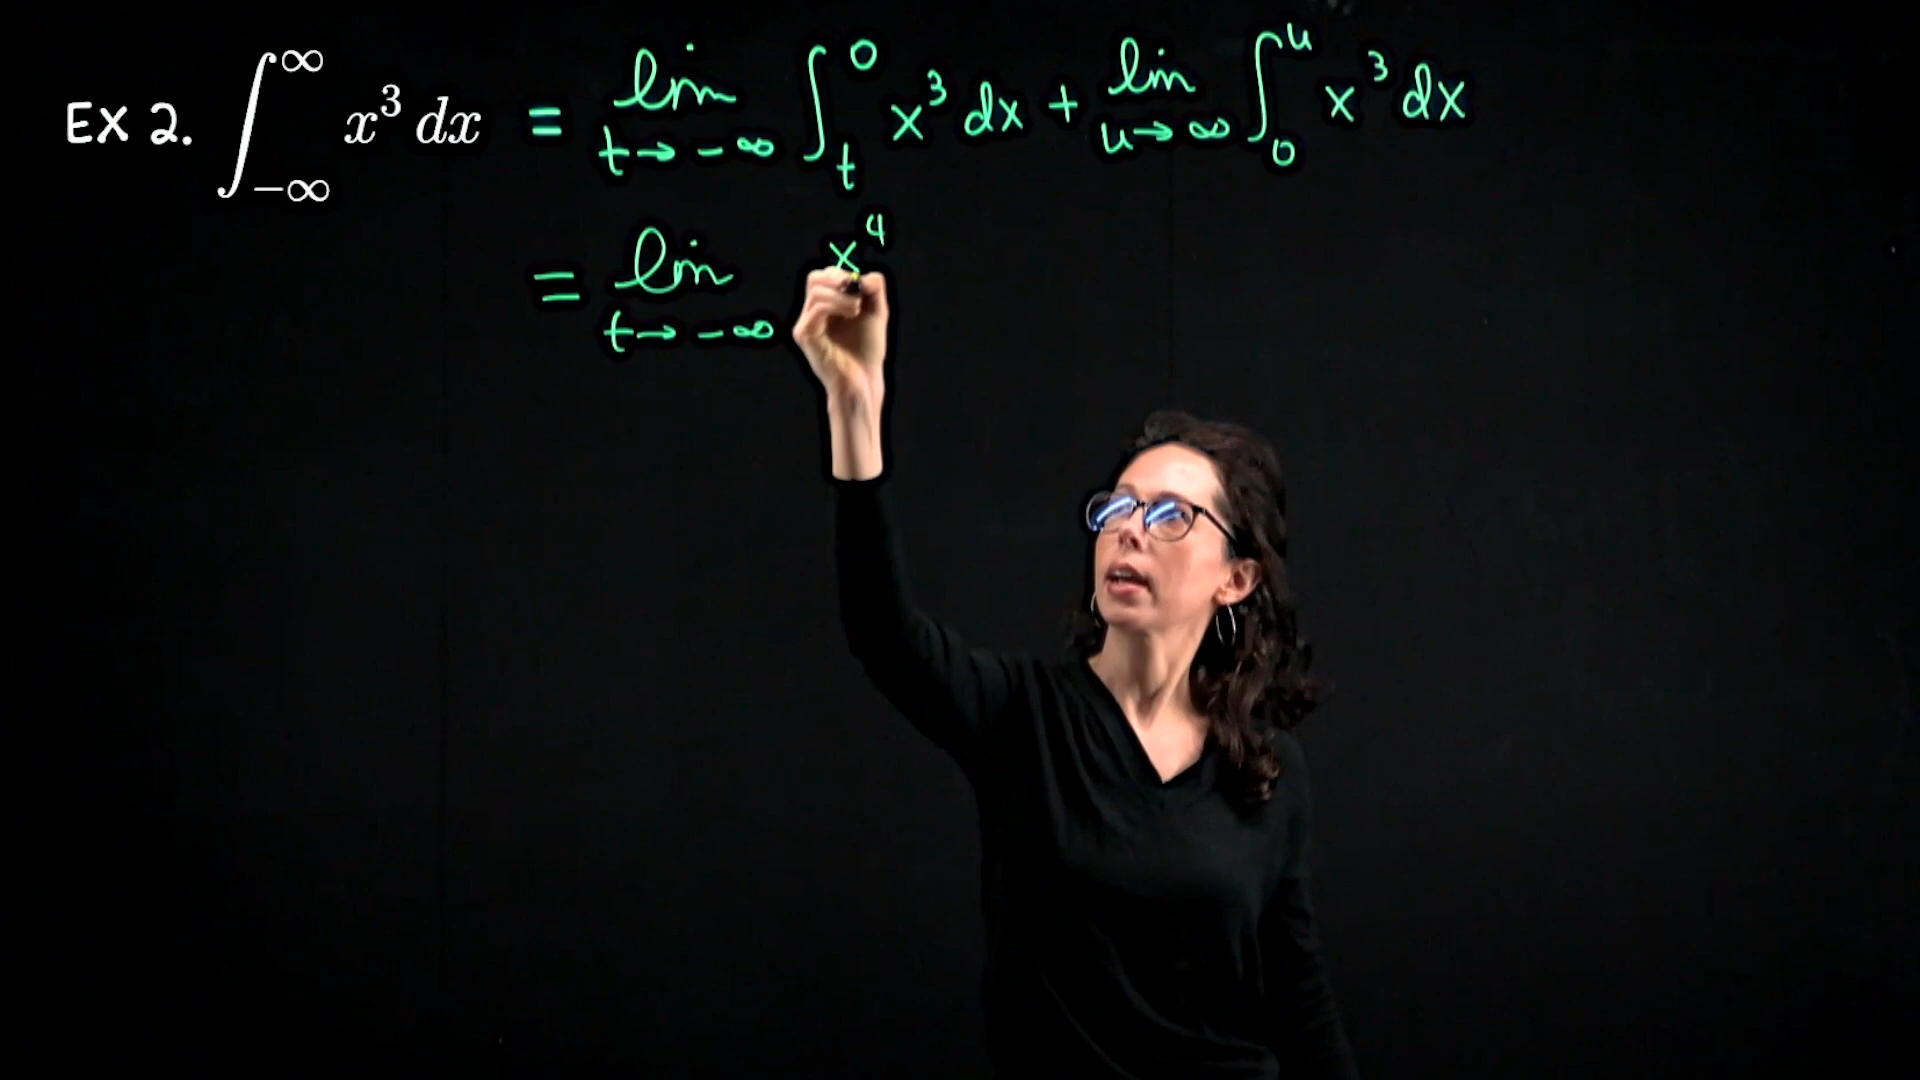 EX 2. ∫_{-∞}^{∞} x³ dx = lim_{t→-∞} ∫_t^0 x³ dx + lim_{u→∞} ∫_0^u x³ dx
= lim_{t→-∞} x⁴